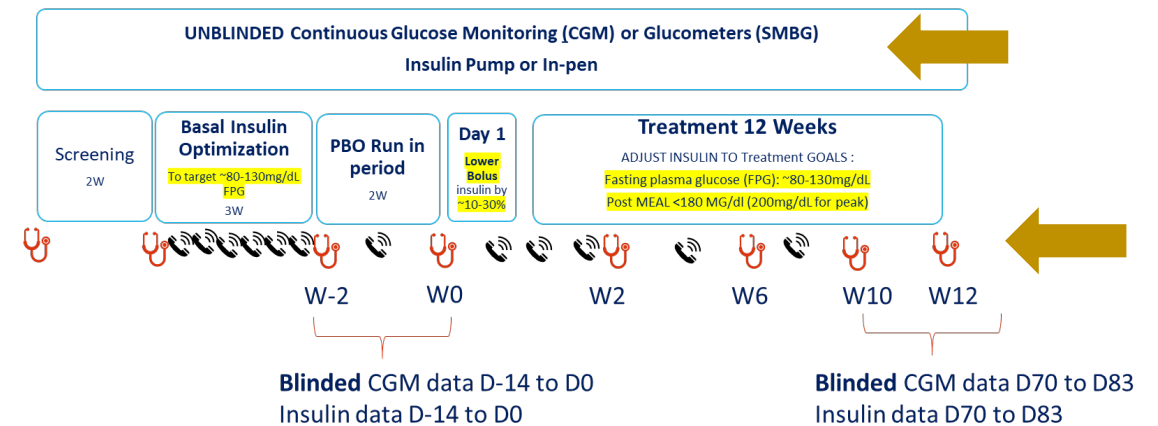 UNBLINDED Continuous Glucose Monitoring (CGM) or Glucometers (SMBG)
Insulin Pump or In-pen
Screening
2W
Basal Insulin
Optimization
To target ~80-130mg/dL
FPG
3W
PBO Run in
period
2W
Day 1
Lower
Bolus
insulin by
~10-30%
Treatment 12 Weeks
ADJUST INSULIN TO Treatment GOALS :
Fasting plasma glucose (FPG): ~80-130mg/dL
Post MEAL <180 MG/dl (200mg/dL for peak)
W-2
W0
W2
W6
W10
W12
Blinded CGM data D-14 to D0
Insulin data D-14 to D0
Blinded CGM data D70 to D83
Insulin data D70 to D83